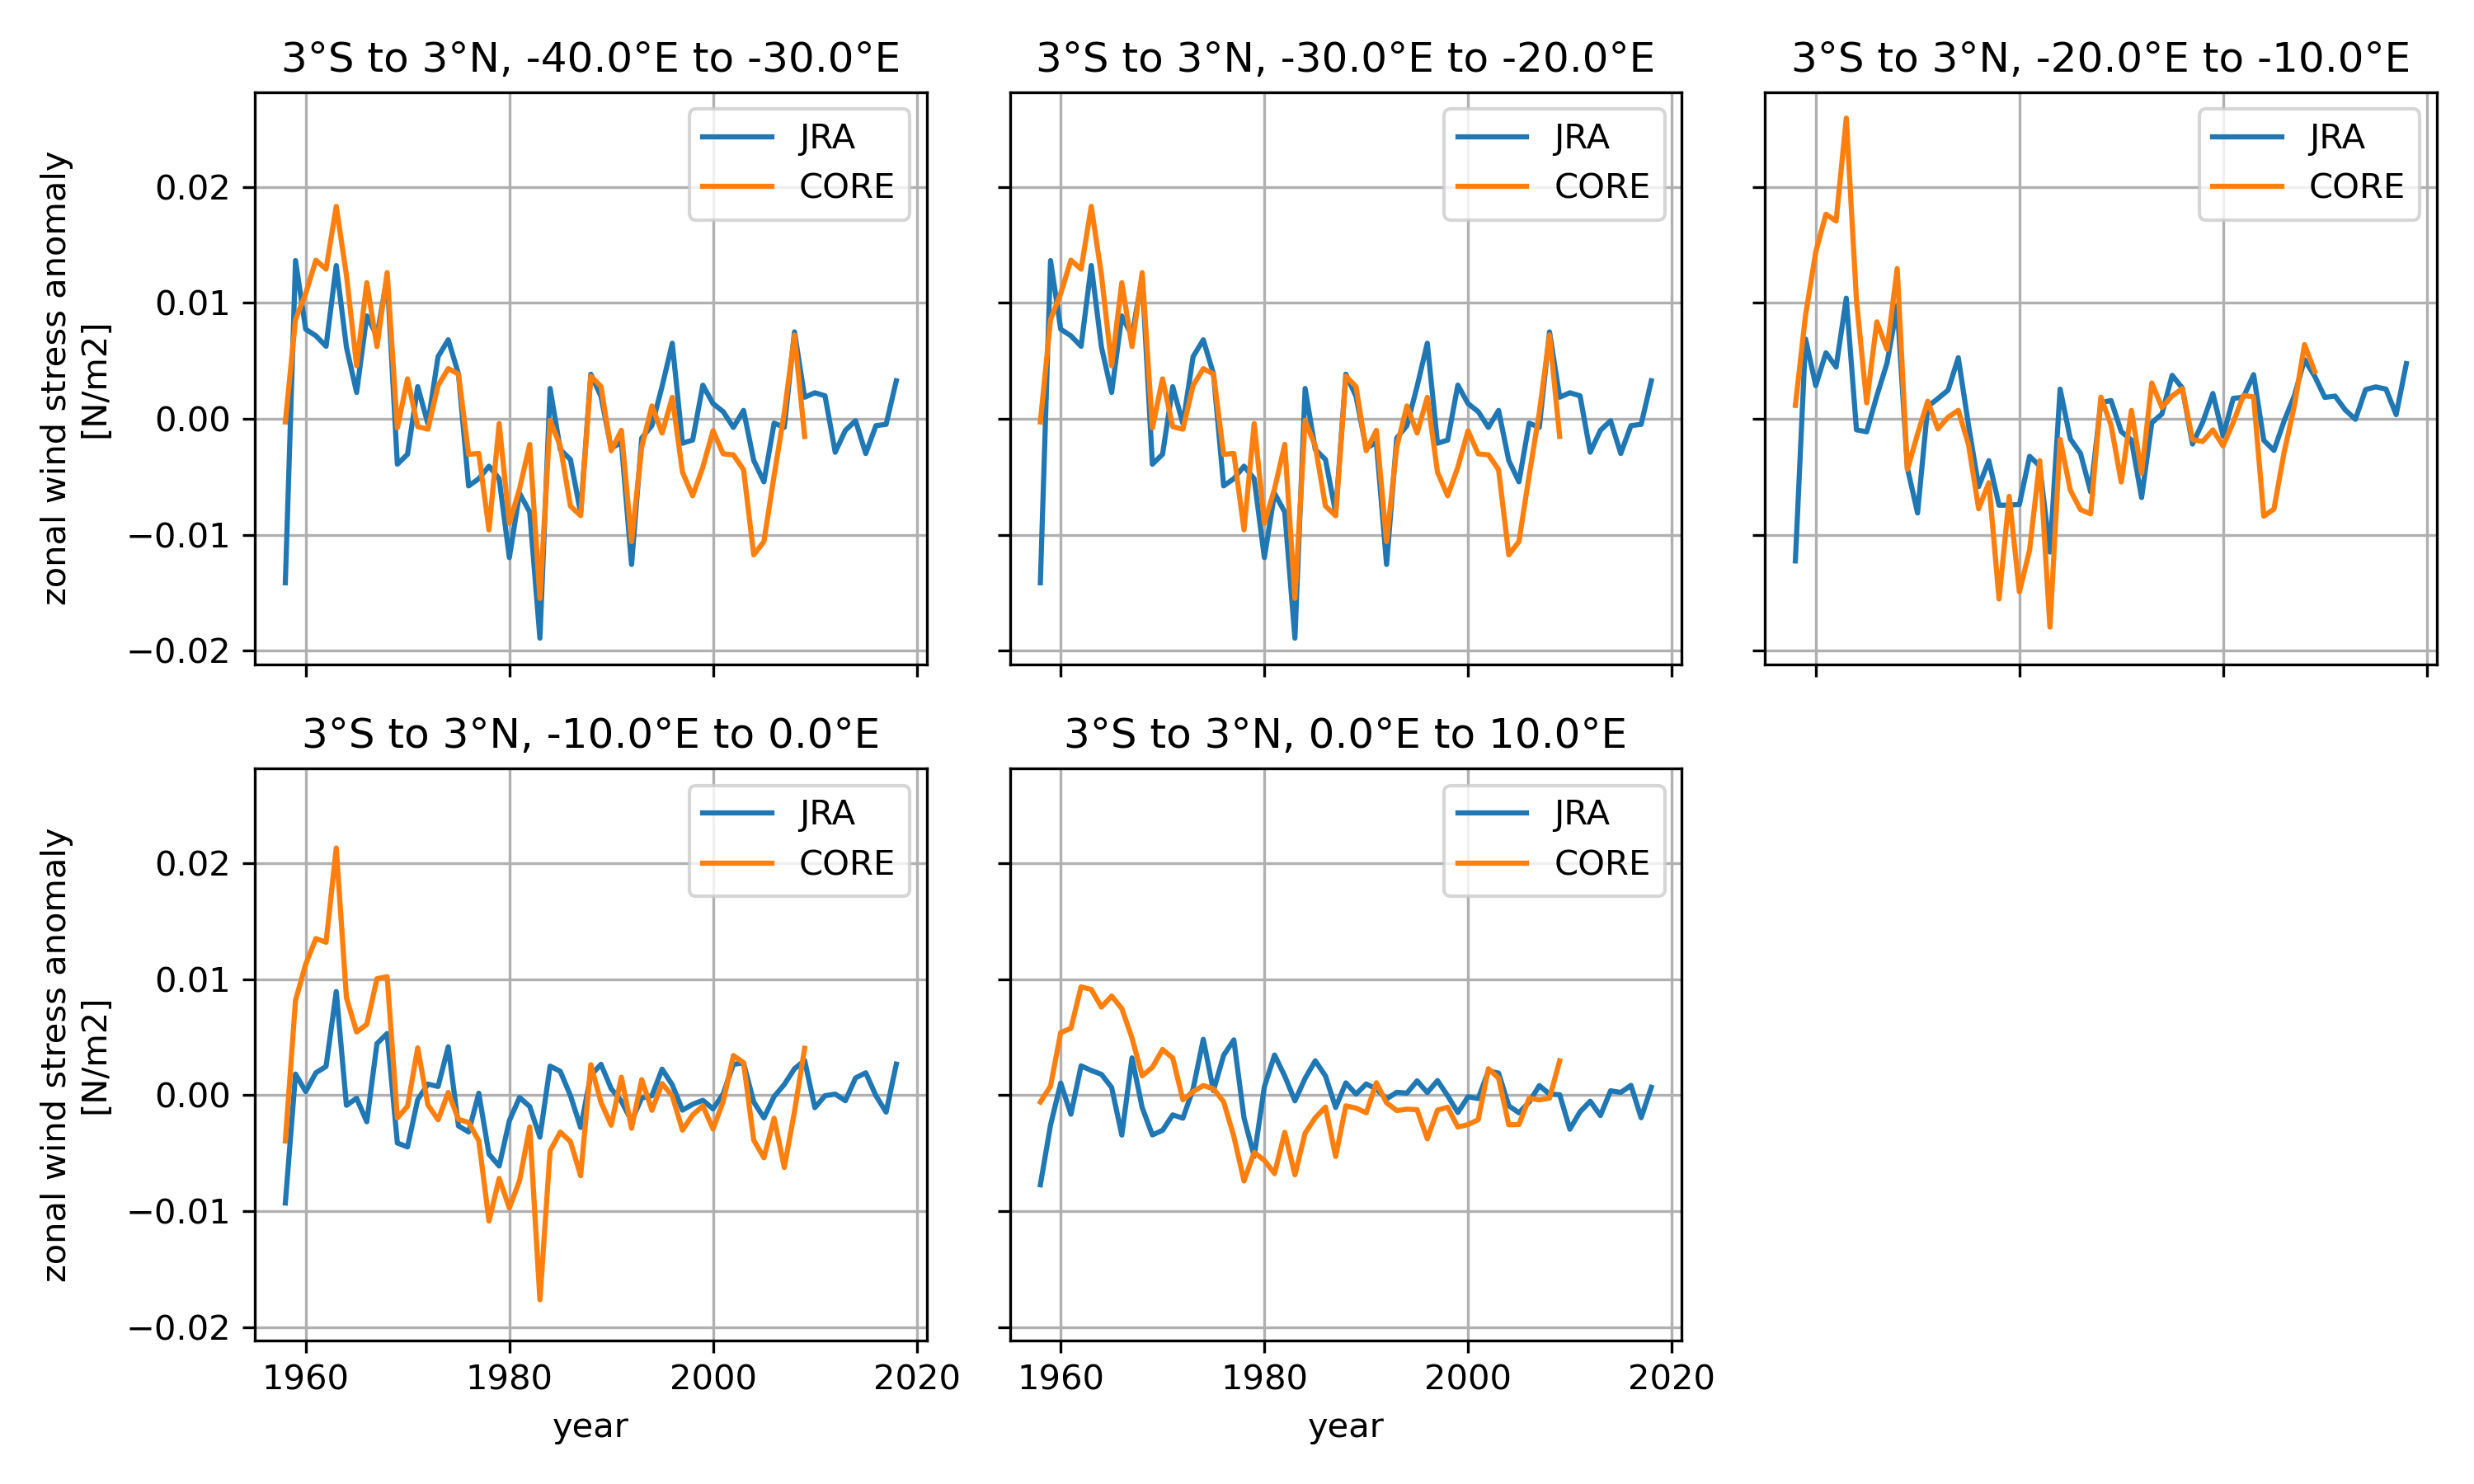 3°S to 3°N, -40.0°E to -30.0°E
3°S to 3°N, -30.0°E to -20.0°E
3°S to 3°N, -20.0°E to -10.0°E
zonal wind stress anomaly
[N/m2]
0.02
0.01
0.00
−0.01
−0.02
JRA
CORE
JRA
CORE
JRA
CORE
3°S to 3°N, -10.0°E to 0.0°E
3°S to 3°N, 0.0°E to 10.0°E
zonal wind stress anomaly
[N/m2]
0.02
0.01
0.00
−0.01
−0.02
JRA
CORE
JRA
CORE
1960 1980 2000 2020
year
1960 1980 2000 2020
year